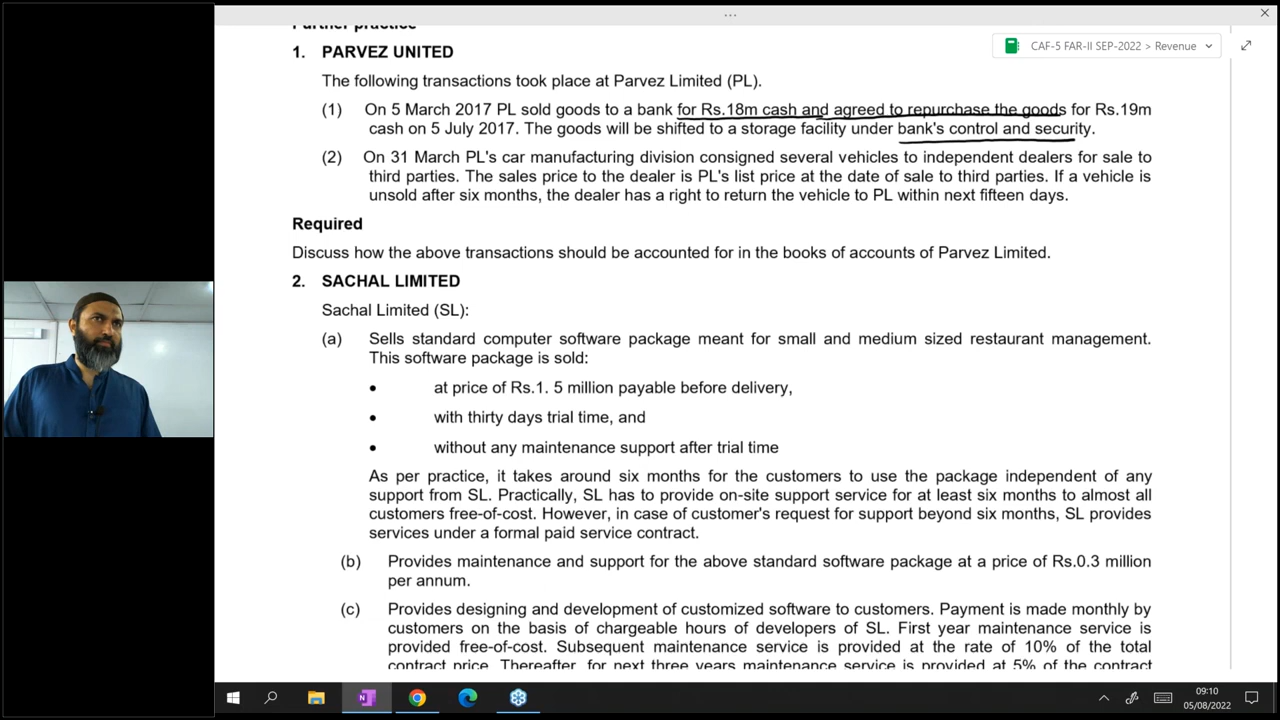 Further practice
1. PARVEZ UNITED
CAF-5 FAR-II SEP-2022 > Revenue
The following transactions took place at Parvez Limited (PL).
(1) On 5 March 2017 PL sold goods to a bank for Rs.18m cash and agreed to repurchase the goods for Rs.19m
cash on 5 July 2017. The goods will be shifted to a storage facility under bank's control and security.
(2) On 31 March PL's car manufacturing division consigned several vehicles to independent dealers for sale to
third parties. The sales price to the dealer is PL's list price at the date of sale to third parties. If a vehicle is
unsold after six months, the dealer has a right to return the vehicle to PL within next fifteen days.
Required
Discuss how the above transactions should be accounted for in the books of accounts of Parvez Limited.
2. SACHAL LIMITED
Sachal Limited (SL):
(a) Sells standard computer software package meant for small and medium sized restaurant management.
This software package is sold:
• at price of Rs.1. 5 million payable before delivery,
• with thirty days trial time, and
• without any maintenance support after trial time
As per practice, it takes around six months for the customers to use the package independent of any
support from SL. Practically, SL has to provide on-site support service for at least six months to almost all
customers free-of-cost. However, in case of customer's request for support beyond six months, SL provides
services under a formal paid service contract.
(b) Provides maintenance and support for the above standard software package at a price of Rs.0.3 million
per annum.
(c) Provides designing and development of customized software to customers. Payment is made monthly by
customers on the basis of chargeable hours of developers of SL. First year maintenance service is
provided free-of-cost. Subsequent maintenance service is provided at the rate of 10% of the total
contract price. Thereafter, for next three years maintenance service is provided at 5% of the contract
09:10
05/08/2022